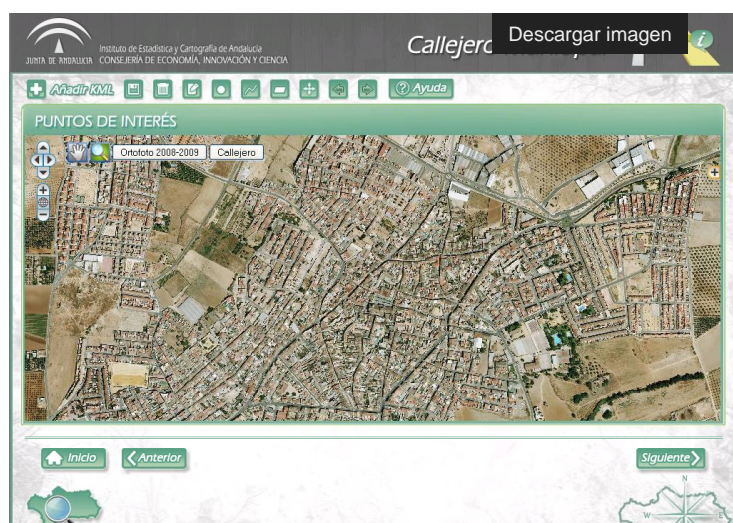 Descargar imagen
Callejero
Instituto de Estadística y Cartografía de Andalucía
JUNTA DE ANDALUCIA CONSEJERÍA DE ECONOMÍA, INNOVACIÓN Y CIENCIA
Añadir KML Ayuda
PUNTOS DE INTERÉS
Ortofoto 2008-2009 Callejero
Inicio Anterior Siguiente
N
W E